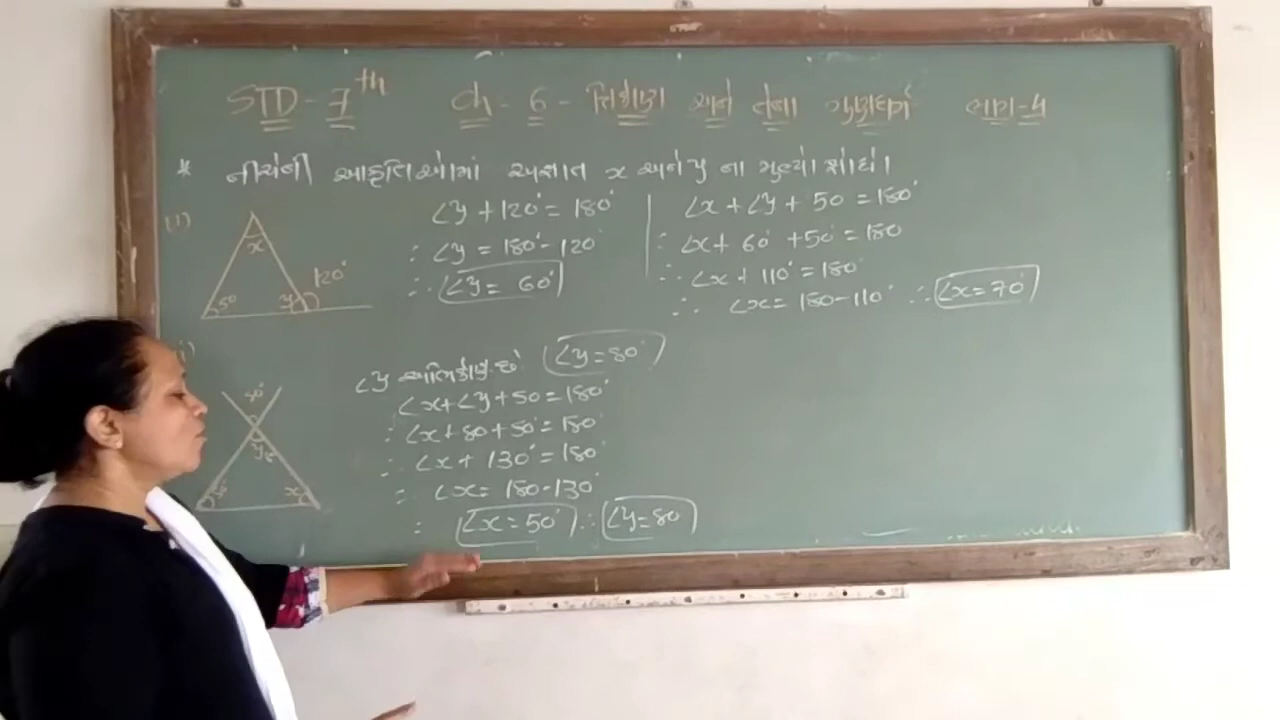 STD - 7th Ch - 6 - ત્રિકોણ અને તેના ગુણધર્મ ભાગ-4
* નીચેની આકૃતિઓમાં અજ્ઞાત x અને y ના મૂલ્યો શોધો।
(1)
x
50
y
120°
∠y + 120° = 180°
∴ ∠y = 180° - 120°
∴ ∠y = 60°
∠x + ∠y + 50 = 180°
∴ ∠x + 60° + 50° = 180
∴ ∠x + 110° = 180°
∴ ∠x = 180 - 110° ∴ ∠x = 70°
y
x
∠y અભિકોણ છે ∠y = 80°
∠x + ∠y + 50 = 180°
∴ ∠x + 80 + 50° = 180°
∴ ∠x + 130° = 180°
∴ ∠x = 180 - 130°
∴ ∠x = 50° ∴ ∠y = 80